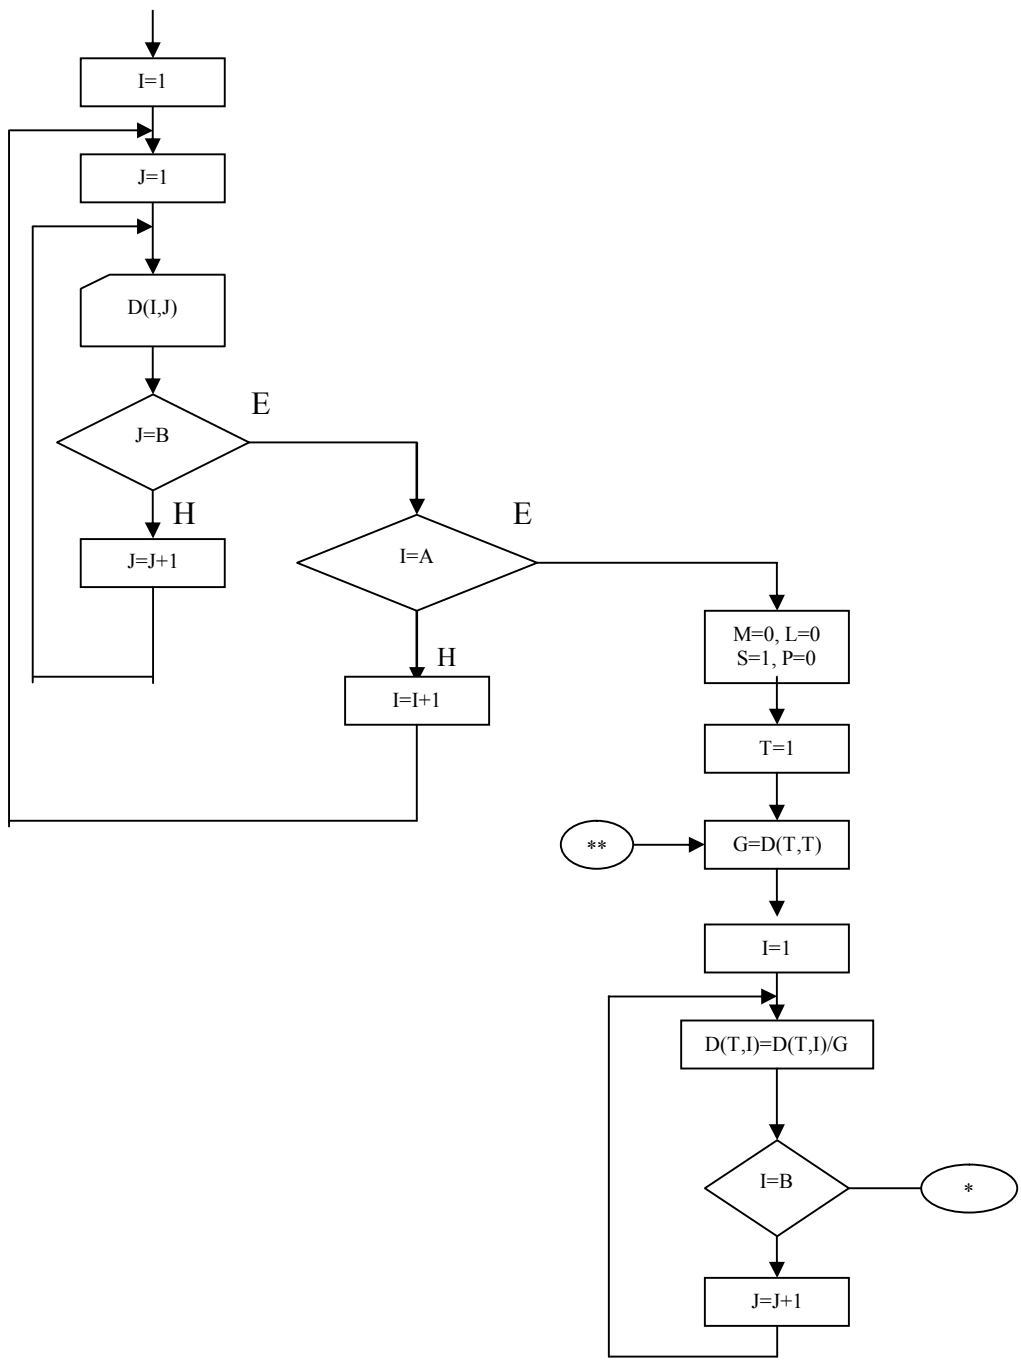 I=1
J=1
D(I,J)
E
J=B
H
E
J=J+1
I=A
M=0, L=0
S=1, P=0
H
I=I+1
T=1
**
G=D(T,T)
I=1
D(T,I)=D(T,I)/G
I=B
*
J=J+1